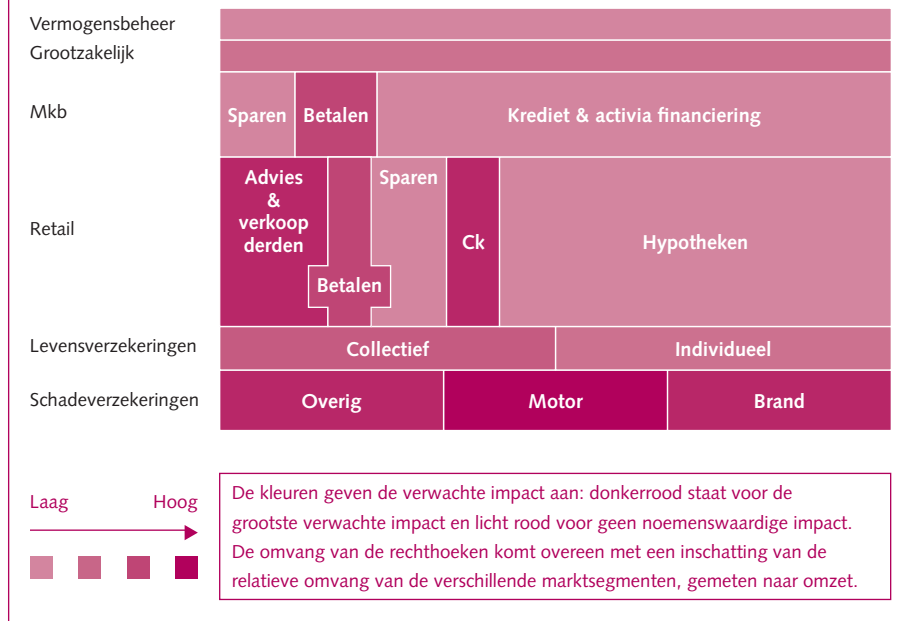 Vermogensbeheer
Grootzakelijk
Mkb
Sparen
Betalen
Krediet & activia financiering
Retail
Advies
&
verkoop
derden
Betalen
Sparen
Ck
Hypotheken
Levensverzekeringen
Collectief
Individueel
Schadeverzekeringen
Overig
Motor
Brand
Laag
Hoog
De kleuren geven de verwachte impact aan: donkerrood staat voor de
grootste verwachte impact en licht rood voor geen noemenswaardige impact.
De omvang van de rechthoeken komt overeen met een inschatting van de
relatieve omvang van de verschillende marktsegmenten, gemeten naar omzet.